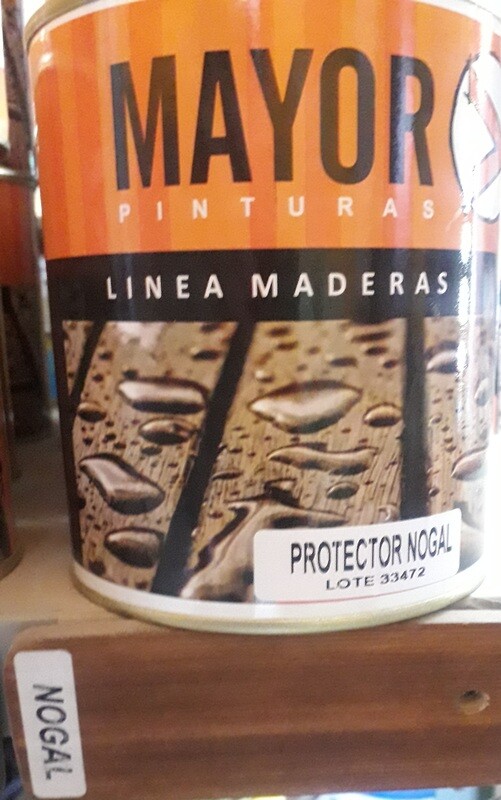 MAYOR
PINTURAS
LINEA MADERAS
PROTECTOR NOGAL
LOTE 33472
NOGAL